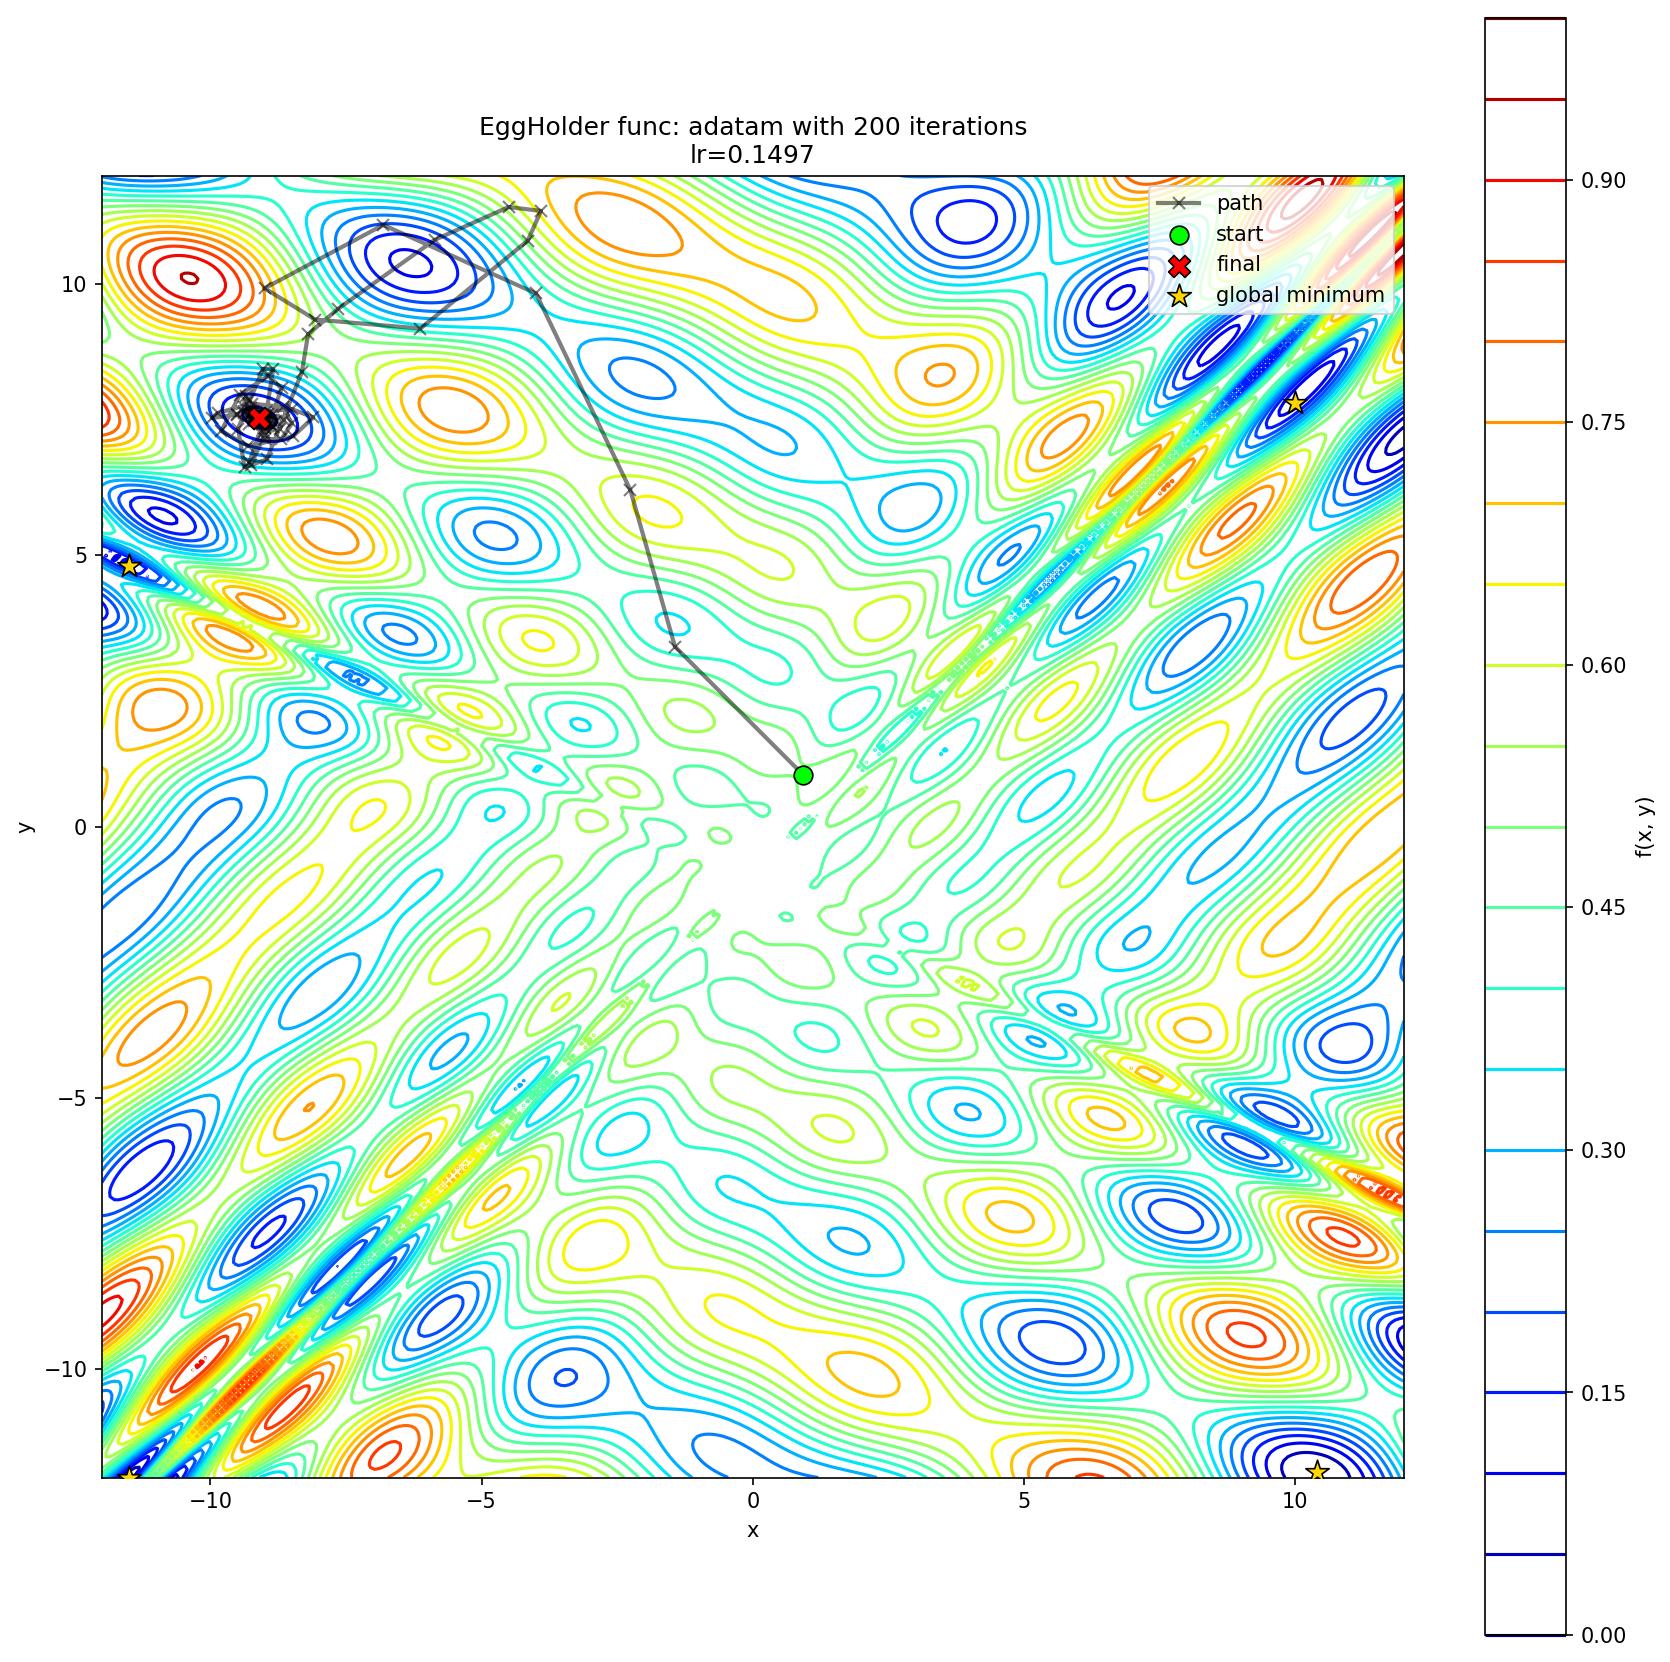 EggHolder func: adatam with 200 iterations
lr=0.1497
path
start
final
global minimum
10
5
0
−5
−10
y
−10
−5
0
5
10
x
0.90
0.75
0.60
0.45
0.30
0.15
0.00
f(x, y)